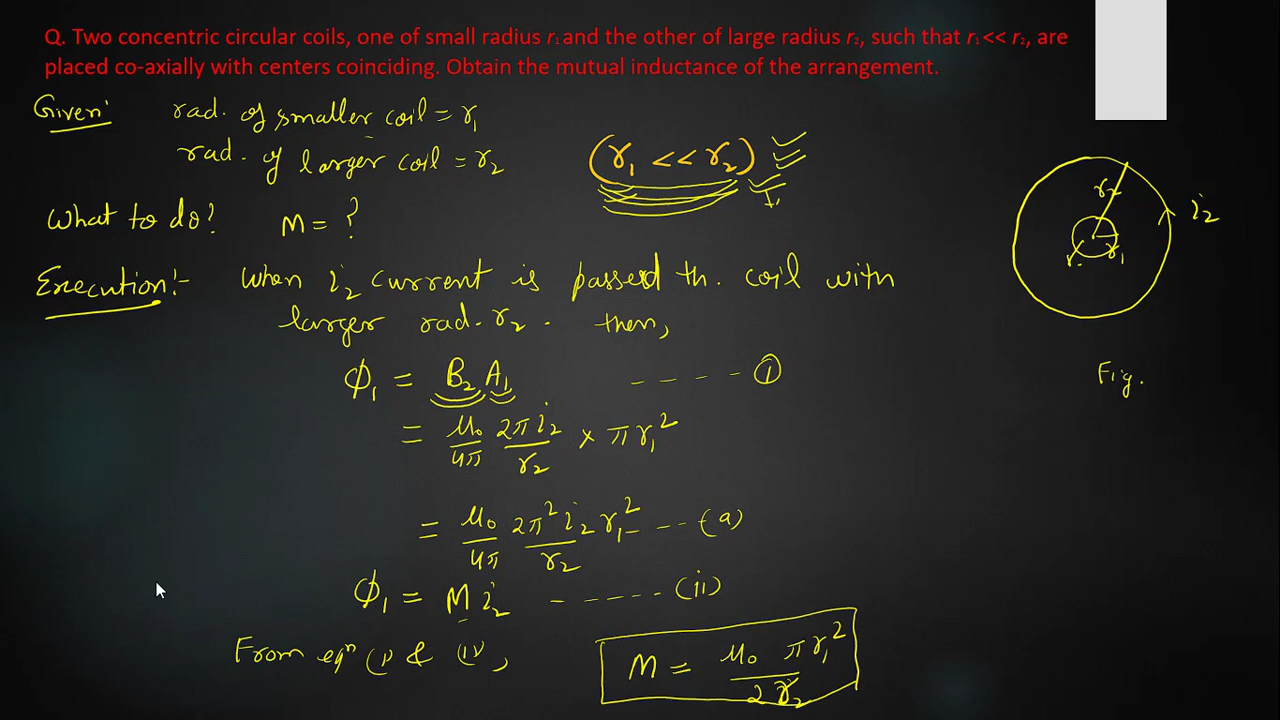 Q. Two concentric circular coils, one of small radius r₁ and the other of large radius r₂, such that r₁ << r₂, are
placed co-axially with centers coinciding. Obtain the mutual inductance of the arrangement.
Given: rad. of smaller coil = r₁
rad. of larger coil = r₂
(r₁ << r₂)
What to do? M = ?
r₂
r₁
i₂
Execution:- When i₂ current is passed th. coil with
larger rad. r₂. then,
Φ₁ = B₂A₁ ----- ①
= μ₀/4π 2πi₂/r₂ × πr₁²
Fig.
= μ₀/4π 2π²i₂r₁²/r₂ ---(a)
Φ₁ = M i₂ ------ (ii)
From eqn (i) & (ii),
M = μ₀ πr₁²/2r₂